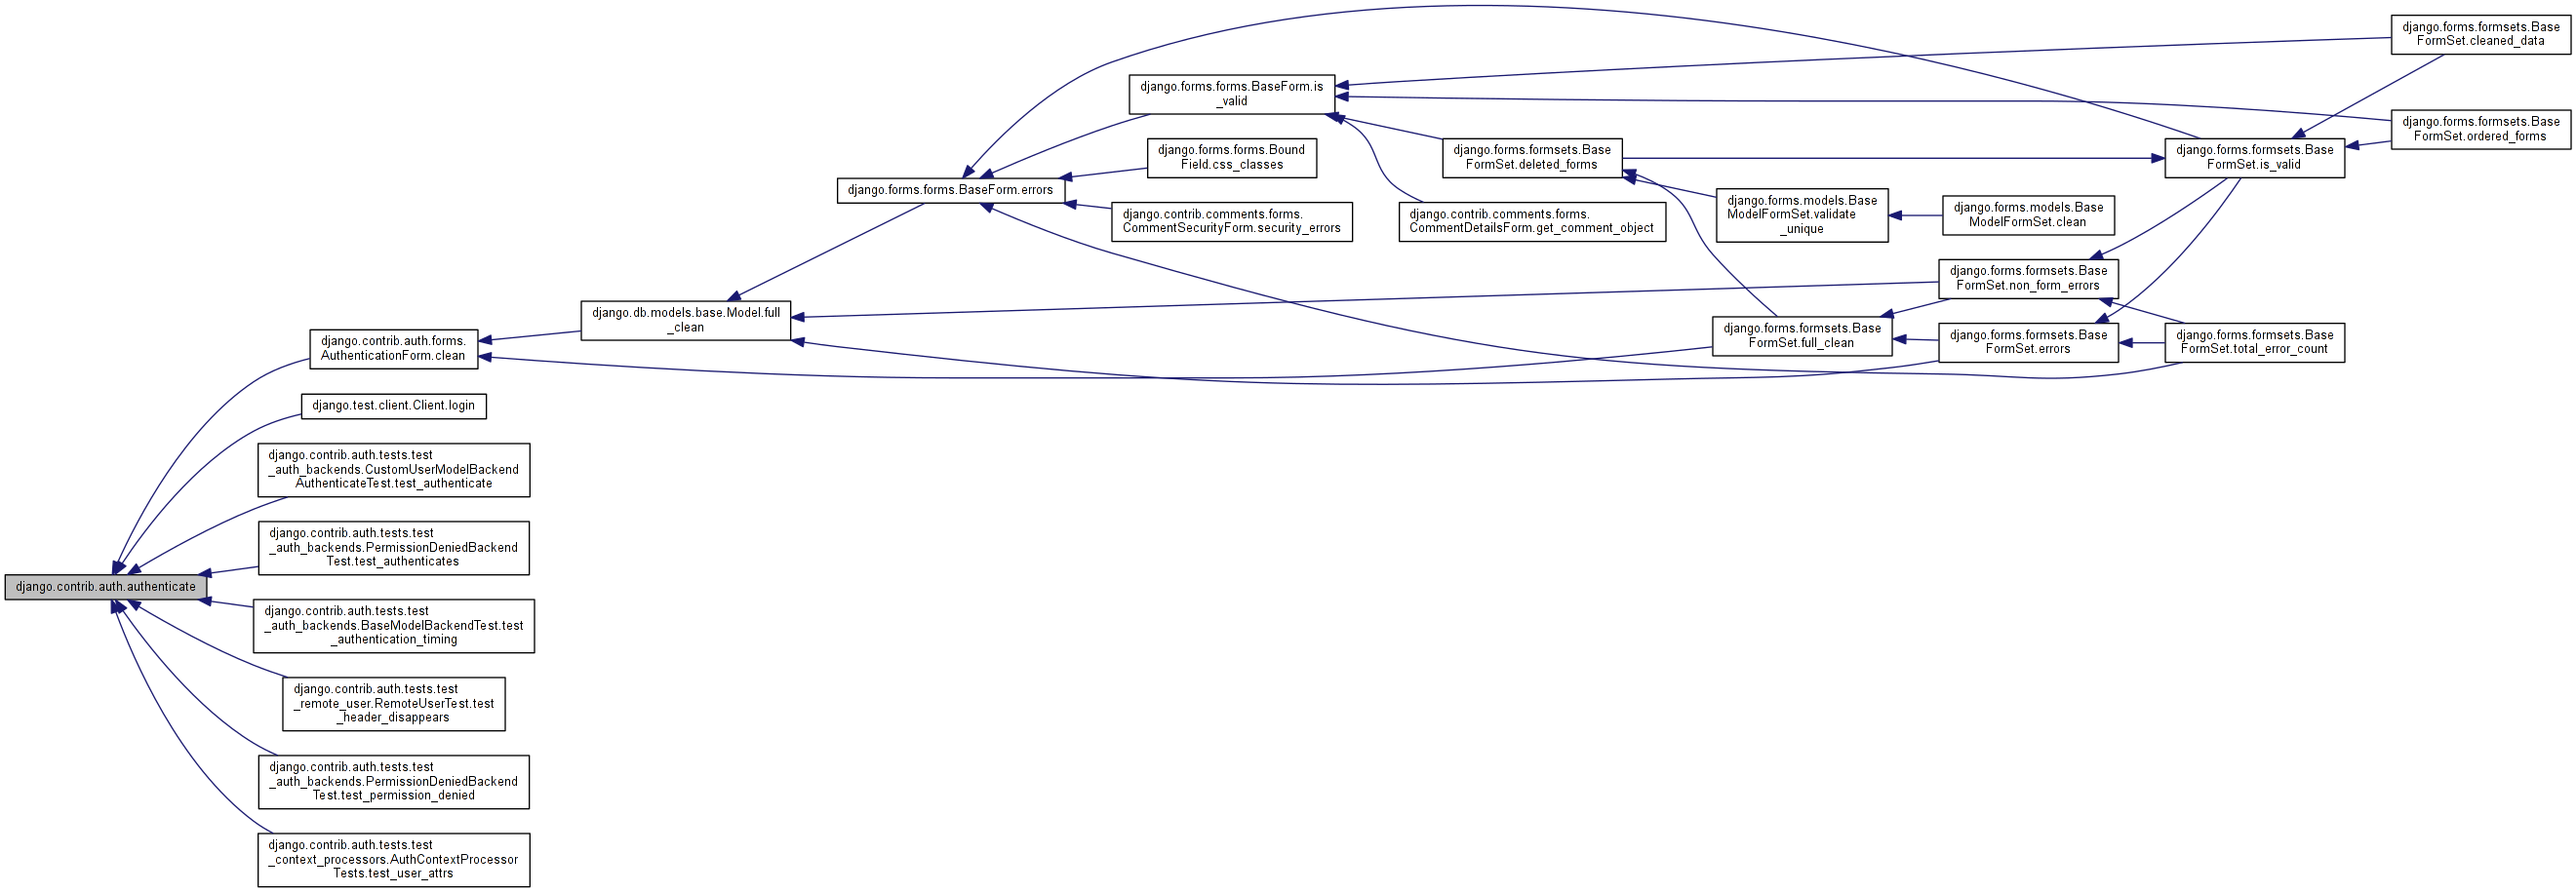 django.forms.formsets.Base
FormSet.cleaned_data
django.forms.forms.BaseForm.is
_valid
django.forms.formsets.Base
FormSet.ordered_forms
django.forms.forms.Bound
Field.css_classes
django.forms.formsets.Base
FormSet.deleted_forms
django.forms.formsets.Base
FormSet.is_valid
django.forms.forms.BaseForm.errors
django.contrib.comments.forms.
CommentSecurityForm.security_errors
django.contrib.comments.forms.
CommentDetailsForm.get_comment_object
django.forms.models.Base
ModelFormSet.validate
_unique
django.forms.models.Base
ModelFormSet.clean
django.forms.formsets.Base
FormSet.non_form_errors
django.db.models.base.Model.full
_clean
django.forms.formsets.Base
FormSet.full_clean
django.forms.formsets.Base
FormSet.errors
django.forms.formsets.Base
FormSet.total_error_count
django.contrib.auth.forms.
AuthenticationForm.clean
django.test.client.Client.login
django.contrib.auth.tests.test
_auth_backends.CustomUserModelBackend
AuthenticateTest.test_authenticate
django.contrib.auth.tests.test
_auth_backends.PermissionDeniedBackend
Test.test_authenticates
django.contrib.auth.authenticate
django.contrib.auth.tests.test
_auth_backends.BaseModelBackendTest.test
_authentication_timing
django.contrib.auth.tests.test
_remote_user.RemoteUserTest.test
_header_disappears
django.contrib.auth.tests.test
_auth_backends.PermissionDeniedBackend
Test.test_permission_denied
django.contrib.auth.tests.test
_context_processors.AuthContextProcessor
Tests.test_user_attrs